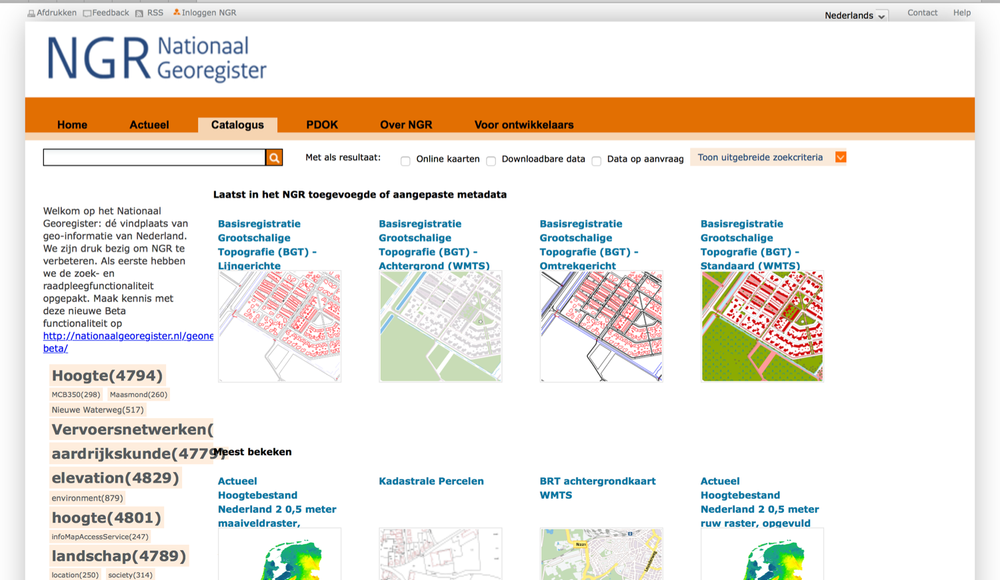 Afdrukken Feedback RSS Inloggen NGR
Nederlands Contact Help
NGR Nationaal
Georegister
Home Actueel Catalogus PDOK Over NGR Voor ontwikkelaars
Met als resultaat: Online kaarten Downloadbare data Data op aanvraag Toon uitgebreide zoekcriteria
Welkom op het Nationaal
Georegister: dé vindplaats van
geo-informatie van Nederland.
We zijn druk bezig om NGR te
verbeteren. Als eerste hebben
we de zoek- en
raadpleegfunctionaliteit
opgepakt. Maak kennis met
deze nieuwe Beta
functionaliteit op
http://nationaalgeoregister.nl/geone
beta/
Hoogte(4794)
MCB350(298) Maasmond(260)
Nieuwe Waterweg(517)
Vervoersnetwerken(
aardrijkskunde(4779)
elevation(4829)
environment(879)
hoogte(4801)
infoMapAccessService(247)
landschap(4789)
location(250) society(314)
Laatst in het NGR toegevoegde of aangepaste metadata
Basisregistratie
Grootschalige
Topografie (BGT) -
Lijngerichte
Basisregistratie
Grootschalige
Topografie (BGT) -
Achtergrond (WMTS)
Basisregistratie
Grootschalige
Topografie (BGT) -
Omtrekgericht
Basisregistratie
Grootschalige
Topografie (BGT) -
Standaard (WMTS)
Meest bekeken
Actueel
Hoogtebestand
Nederland 2 0,5 meter
maaiveldraster,
Kadastrale Percelen
BRT achtergrondkaart
WMTS
Naar
Leusderweg
Actueel
Hoogtebestand
Nederland 2 0,5 meter
ruw raster, opgevuld